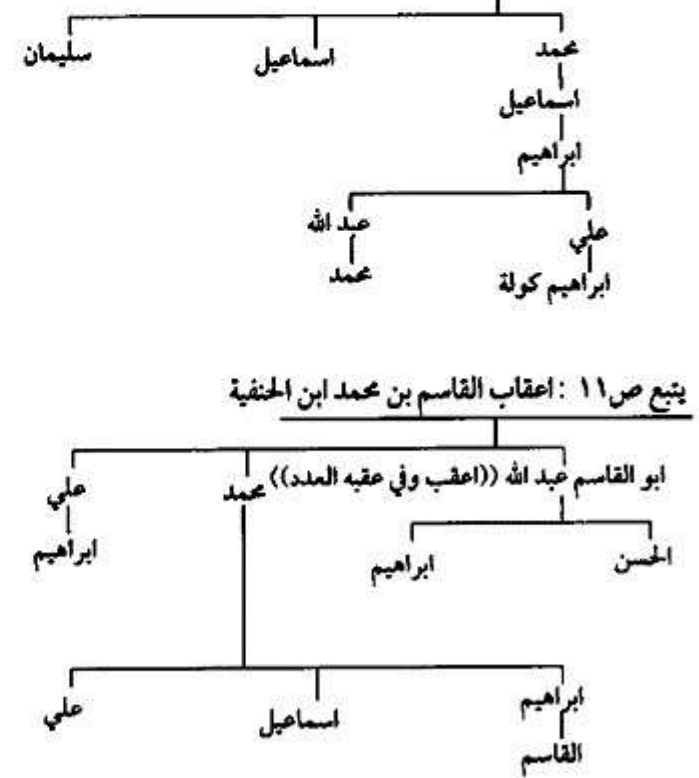 محمد اسماعيل سليمان
اسماعيل
ابراهيم
علي عبد الله
ابراهيم كولة محمد
يتبع ص١١ : اعقاب القاسم بن محمد ابن الحنفية
ابو القاسم عبد الله ((اعقب وفي عقبه العدد)) محمد علي
الحسن ابراهيم ابراهيم
ابراهيم اسماعيل علي
القاسم